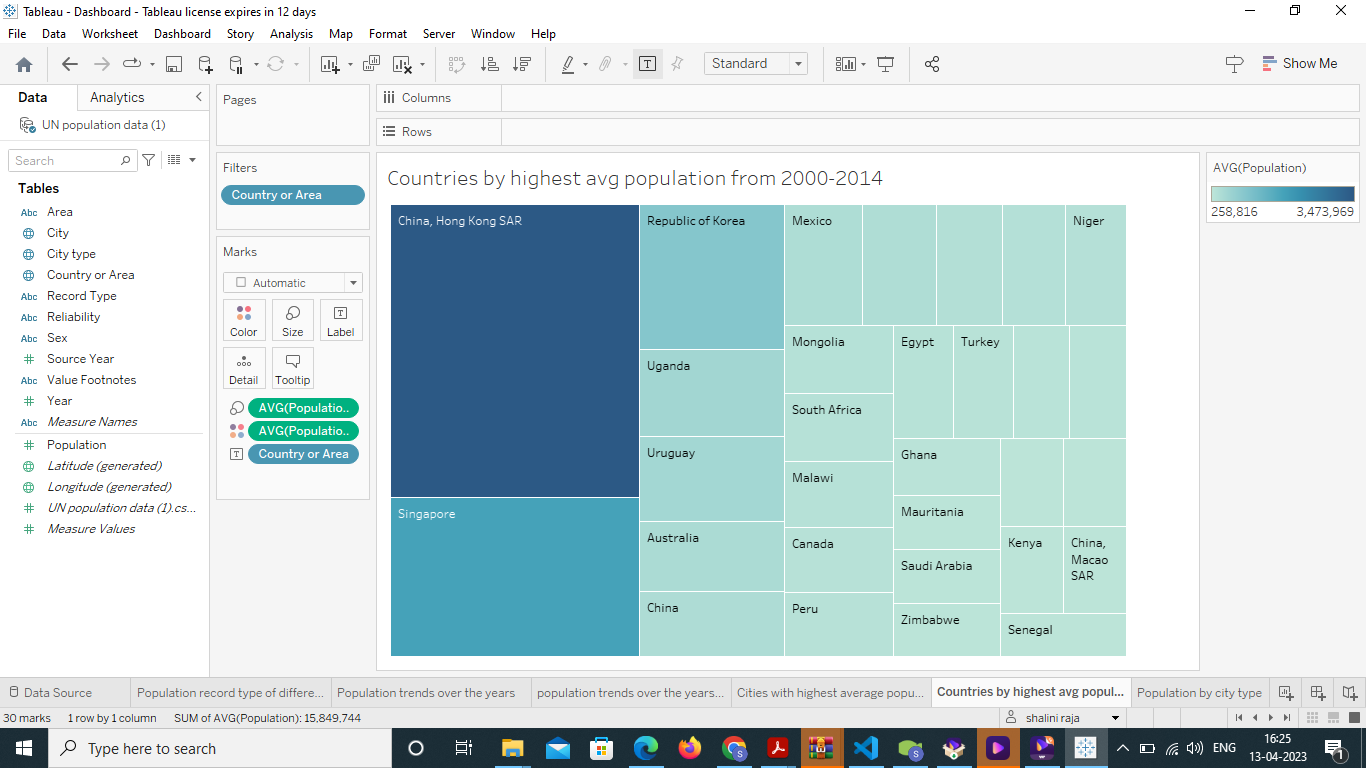 Tableau - Dashboard - Tableau license expires in 12 days
File Data Worksheet Dashboard Story Analysis Map Format Server Window Help
Standard
Show Me
Data Analytics
UN population data (1)
Search
Tables
Abc Area
City
City type
Country or Area
Abc Record Type
Abc Reliability
Abc Sex
Source Year
Abc Value Footnotes
Year
Abc Measure Names
Population
Latitude (generated)
Longitude (generated)
UN population data (1).cs...
Measure Values
Pages
Filters
Country or Area
Marks
Automatic
Color Size Label
Detail Tooltip
AVG(Populatio..
AVG(Populatio..
Country or Area
Columns
Rows
Countries by highest avg population from 2000-2014
China, Hong Kong SAR
Singapore
Republic of Korea
Uganda
Uruguay
Australia
China
Mexico
Niger
Mongolia
South Africa
Malawi
Canada
Peru
Egypt
Turkey
Ghana
Mauritania
Saudi Arabia
Zimbabwe
Kenya
China,
Macao
SAR
Senegal
AVG(Population)
258,816 3,473,969
Data Source
Population record type of differe...
Population trends over the years
population trends over the years...
Cities with highest average popu...
Countries by highest avg popul...
Population by city type
30 marks 1 row by 1 column SUM of AVG(Population): 15,849,744
shalini raja
Type here to search
S
S
ENG
16:25
13-04-2023
1